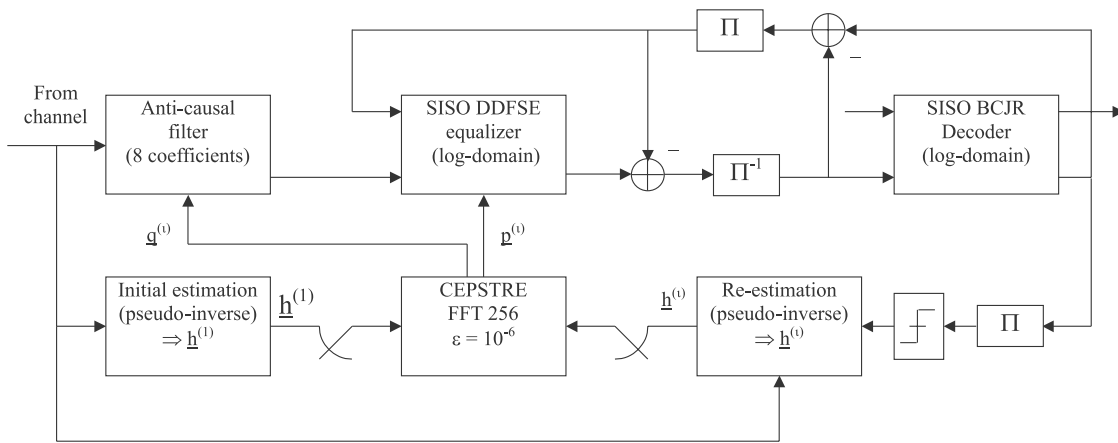 Π
–
From
channel
Anti-causal
filter
(8 coefficients)
SISO DDFSE
equalizer
(log-domain)
–
Π⁻¹
SISO BCJR
Decoder
(log-domain)
q⁽ᶥ⁾
p⁽ᶥ⁾
Initial estimation
(pseudo-inverse)
⇒ h⁽¹⁾
h⁽¹⁾
CEPSTRE
FFT 256
ε = 10⁻⁶
h⁽ᶥ⁾
Re-estimation
(pseudo-inverse)
⇒ h⁽ᶥ⁾
Π